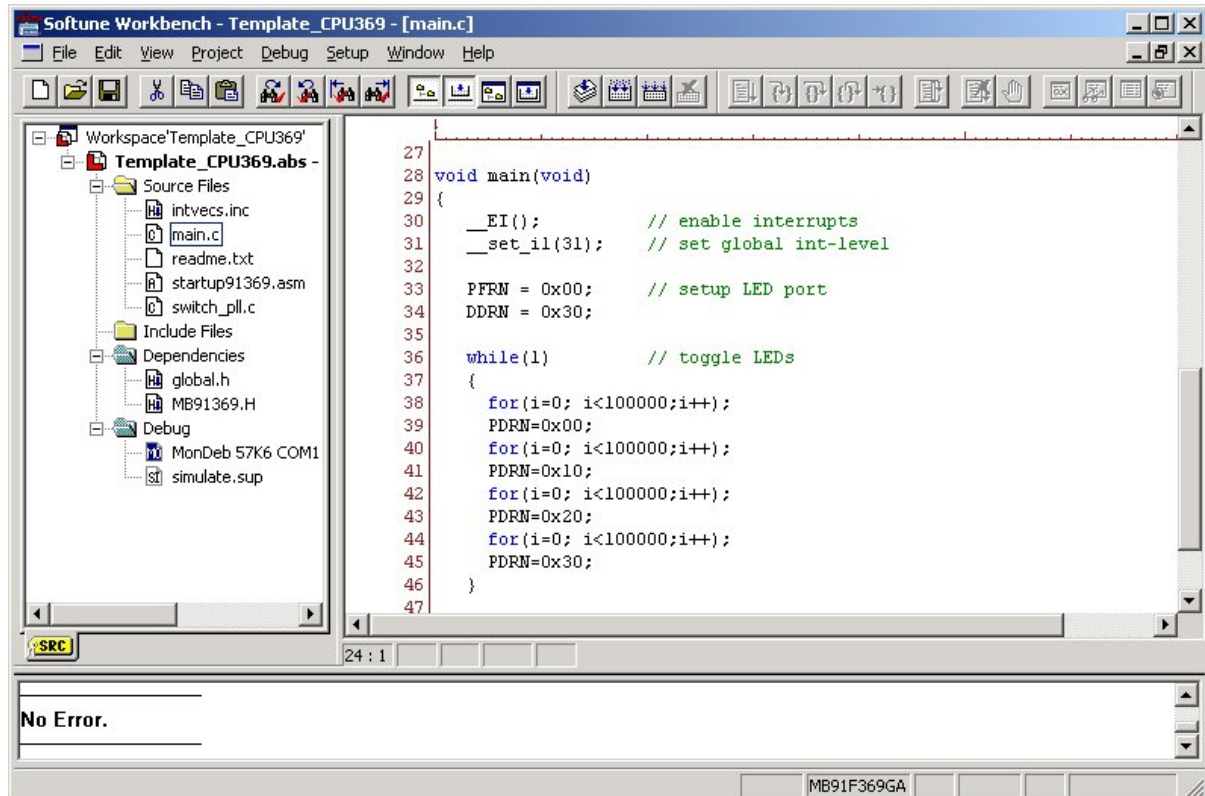 Softune Workbench - Template_CPU369 - [main.c]
File Edit View Project Debug Setup Window Help
Workspace'Template_CPU369'
Template_CPU369.abs -
Source Files
intvecs.inc
main.c
readme.txt
startup91369.asm
switch_pll.c
Include Files
Dependencies
global.h
MB91369.H
Debug
MonDeb 57K6 COM1
simulate.sup
SRC
27
28 void main(void)
29 {
30 __EI(); // enable interrupts
31 __set_il(31); // set global int-level
32
33 PFRN = 0x00; // setup LED port
34 DDRN = 0x30;
35
36 while(1) // toggle LEDs
37 {
38 for(i=0; i<100000;i++);
39 PDRN=0x00;
40 for(i=0; i<100000;i++);
41 PDRN=0x10;
42 for(i=0; i<100000;i++);
43 PDRN=0x20;
44 for(i=0; i<100000;i++);
45 PDRN=0x30;
46 }
47
24 : 1
No Error.
MB91F369GA